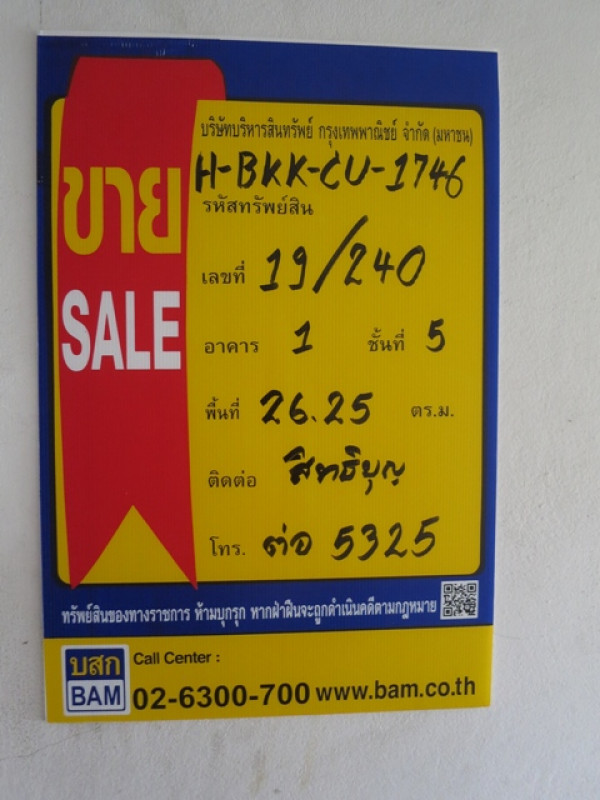 บริษัทบริหารสินทรัพย์ กรุงเทพพาณิชย์ จำกัด (มหาชน)
H-BKK-CU-1746
รหัสทรัพย์สิน
ขาย
SALE
เลขที่ 19/240
อาคาร 1 ชั้นที่ 5
พื้นที่ 26.25 ตร.ม.
ติดต่อ สิทธิบุญ
โทร. ต่อ 5325
ทรัพย์สินของทางราชการ ห้ามบุกรุก หากฝ่าฝืนจะถูกดำเนินคดีตามกฎหมาย
บสก
BAM
Call Center :
02-6300-700 www.bam.co.th